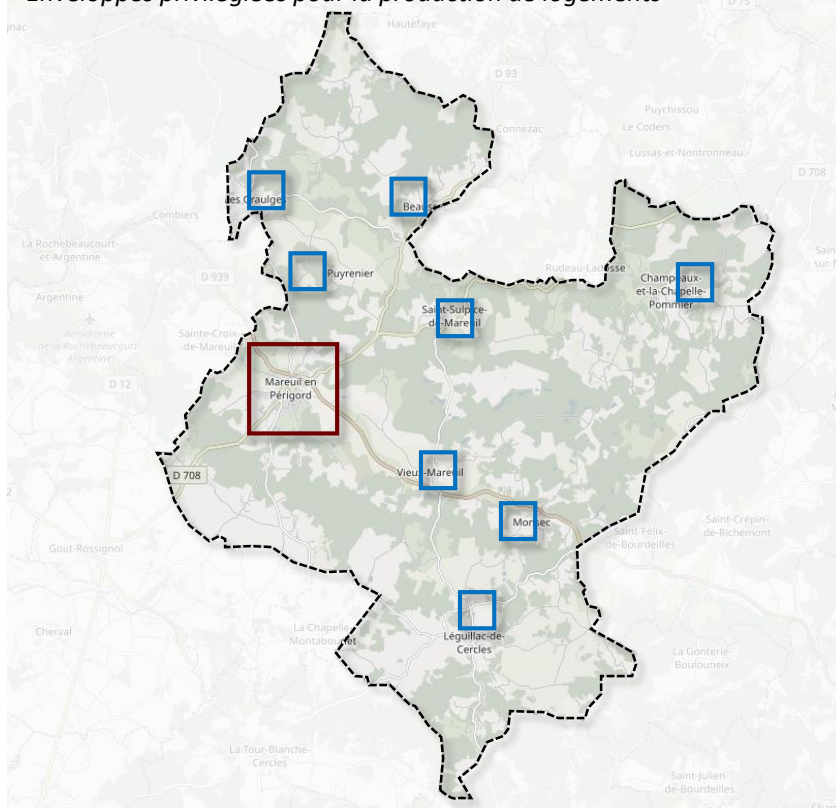 Enveloppes privilégiées pour la production de logements
Hautefaye
D 75
D 93
Connezac
Puychissou
Le Coders
Lussas-et-Nontronneau
D 708
Les Graulges
Combiers
La Rochebeaucourt-
et-Argentine
D 939
Puyrenier
Argentine
Aérodrome
de la Rochebeaucourt-
Argentine
Sainte-Croix-
de-Mareuil
Saint-Sulpice-
de-Mareuil
Champeaux-
et-la-Chapelle-
Pommier
Mareuil en
Périgord
D 12
D 708
Vieux-Mareuil
Monsec
Saint-Félix-
de-Bourdeilles
Saint-Crépin-
de-Richemont
Gout-Rossignol
Cherval
La Chapelle-
Léguillac-de-
Cercles
La Gonterie-
Boulouneix
La Tour-Blanche-
Cercles
Saint-Julien-
de-Bourdeilles